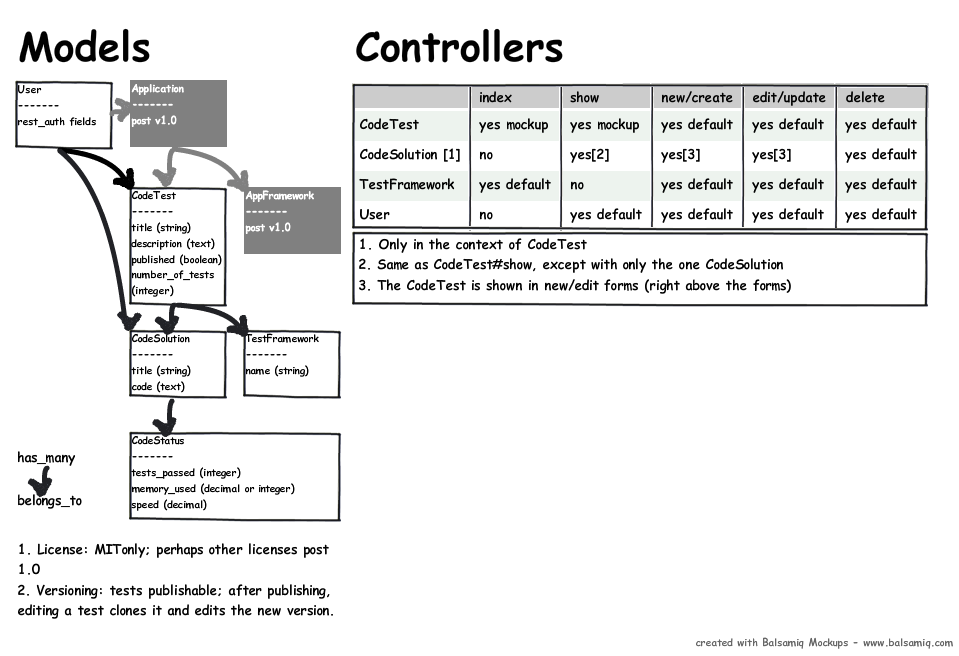 Models
User
-------
rest_auth fields
Application
-------
post v1.0
CodeTest
-------
title (string)
description (text)
published (boolean)
number_of_tests
(integer)
AppFramework
-------
post v1.0
CodeSolution
-------
title (string)
code (text)
TestFramework
-------
name (string)
CodeStatus
-------
tests_passed (integer)
memory_used (decimal or integer)
speed (decimal)
has_many
belongs_to
1. License: MITonly; perhaps other licenses post
1.0
2. Versioning: tests publishable; after publishing,
editing a test clones it and edits the new version.
Controllers
index show new/create edit/update delete
CodeTest yes mockup yes mockup yes default yes default yes default
CodeSolution [1] no yes[2] yes[3] yes[3] yes default
TestFramework yes default no yes default yes default yes default
User no yes default yes default yes default yes default
1. Only in the context of CodeTest
2. Same as CodeTest#show, except with only the one CodeSolution
3. The CodeTest is shown in new/edit forms (right above the forms)
created with Balsamiq Mockups - www.balsamiq.com